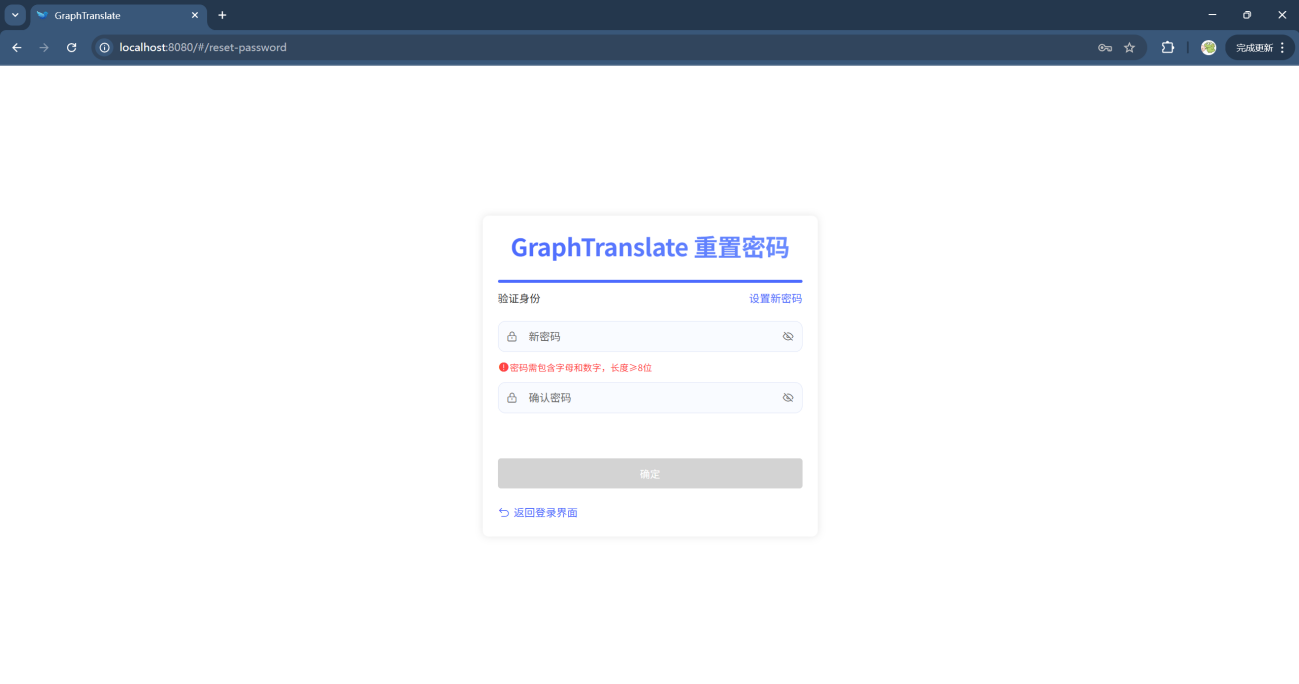 GraphTranslate
localhost:8080/#/reset-password
完成更新
GraphTranslate 重置密码
验证身份 设置新密码
新密码
密码需包含字母和数字，长度≥8位
确认密码
确定
返回登录界面